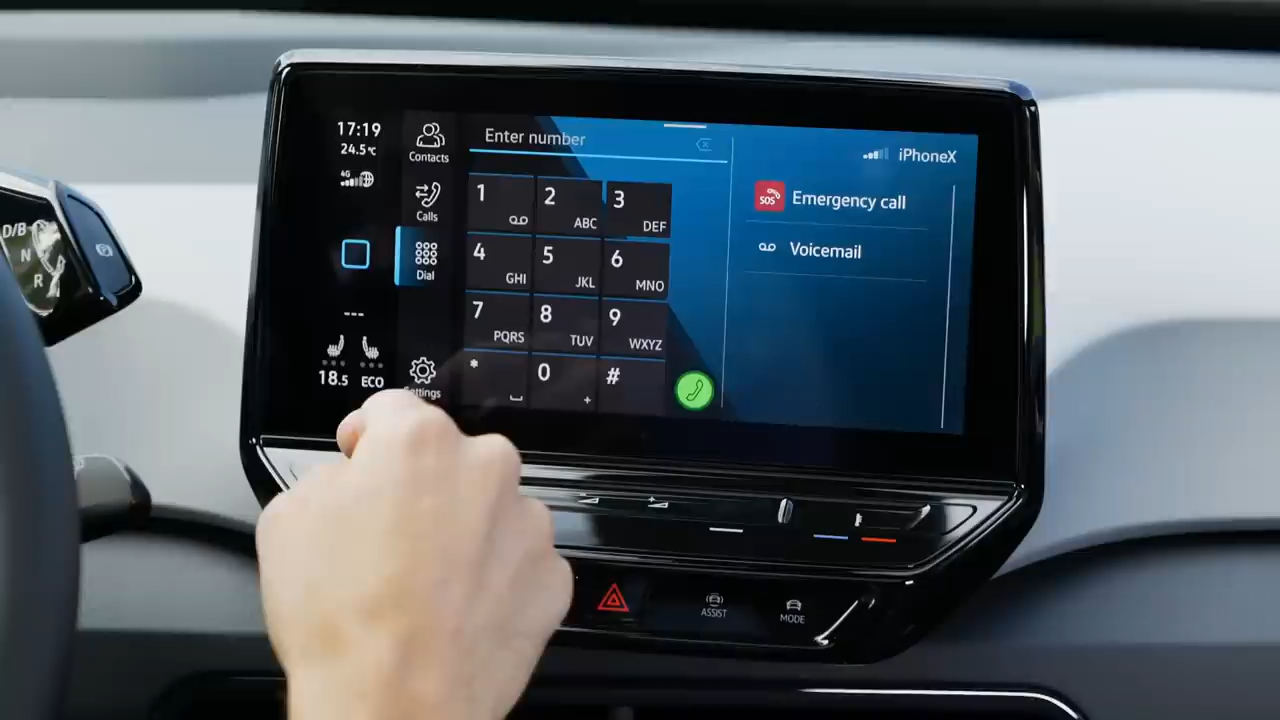 17:19
24.5°C
4G
Contacts
Calls
Dial
---
18.5 ECO
Settings
Enter number
1
2 ABC
3 DEF
4 GHI
5 JKL
6 MNO
7 PQRS
8 TUV
9 WXYZ
*
0 +
#
iPhoneX
SOS Emergency call
Voicemail
D/B
N
R
ASSIST
MODE